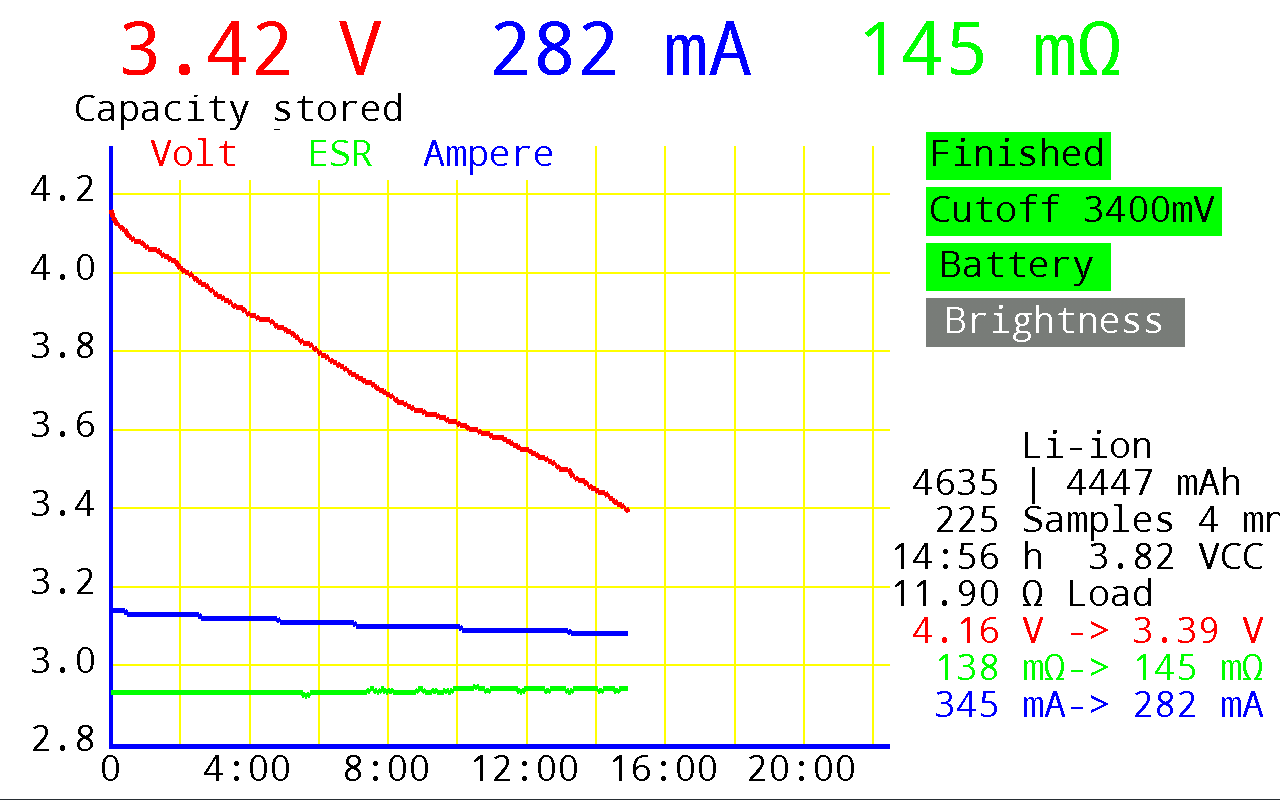 3.42 V 282 mA 145 mΩ
Capacity stored
Volt ESR Ampere
4.2
4.0
3.8
3.6
3.4
3.2
3.0
2.8
0 4:00 8:00 12:00 16:00 20:00
Finished
Cutoff 3400mV
Battery
Brightness
Li-ion
4635 | 4447 mAh
225 Samples 4 mn
14:56 h 3.82 VCC
11.90 Ω Load
4.16 V -> 3.39 V
138 mΩ-> 145 mΩ
345 mA-> 282 mA